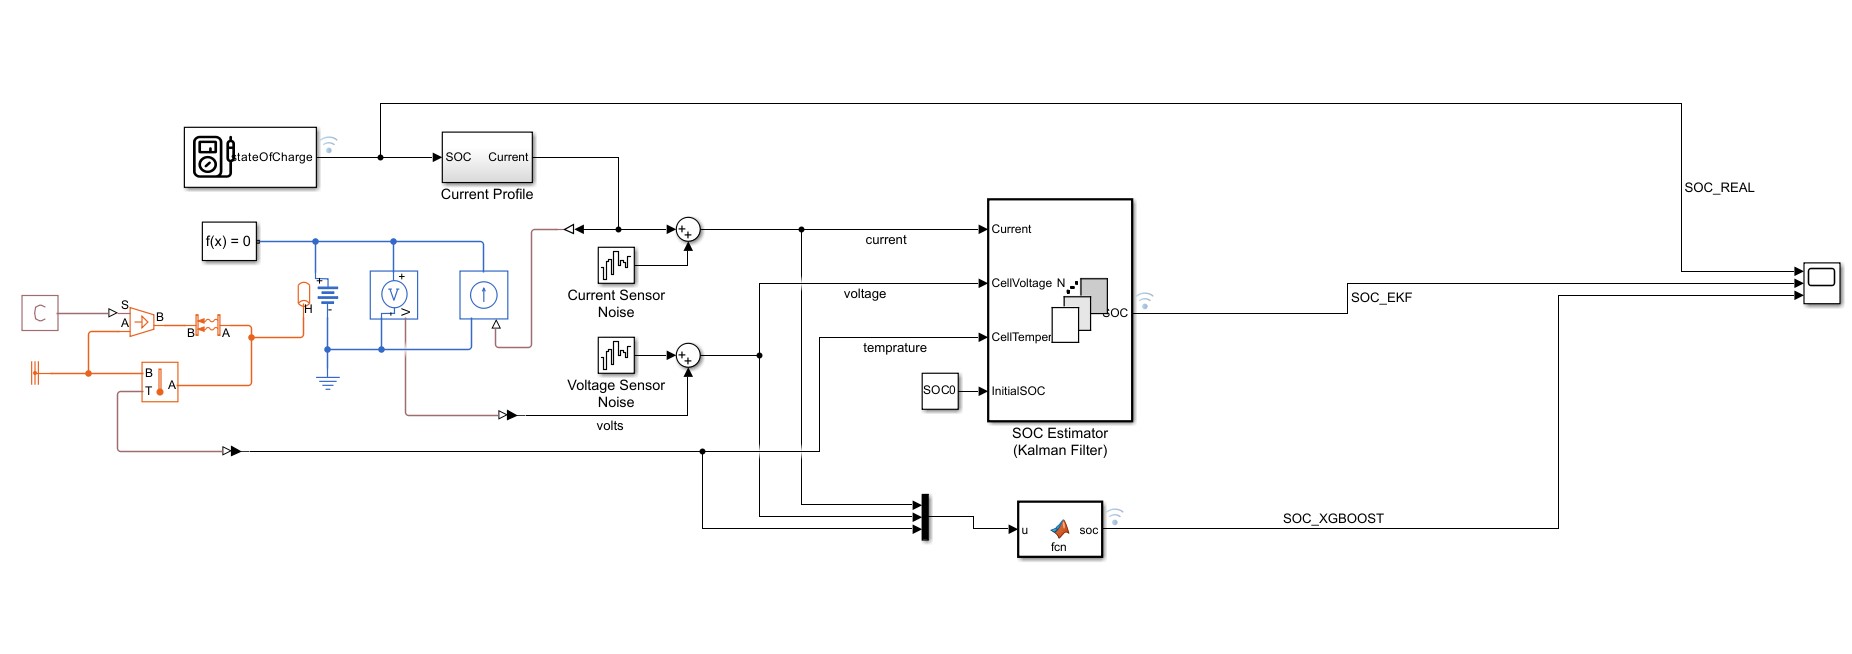 stateOfCharge
SOC Current
Current Profile
SOC_REAL
f(x) = 0
current
Current
Current Sensor
Noise
+
+
CellVoltage N
voltage
SOC
SOC_EKF
C
S
A
B
B
A
H
+
-
V
+
-
V
CellTemper
temprature
+
+
Voltage Sensor
Noise
B
T
A
SOC0
InitialSOC
volts
SOC Estimator
(Kalman Filter)
u
soc
fcn
SOC_XGBOOST